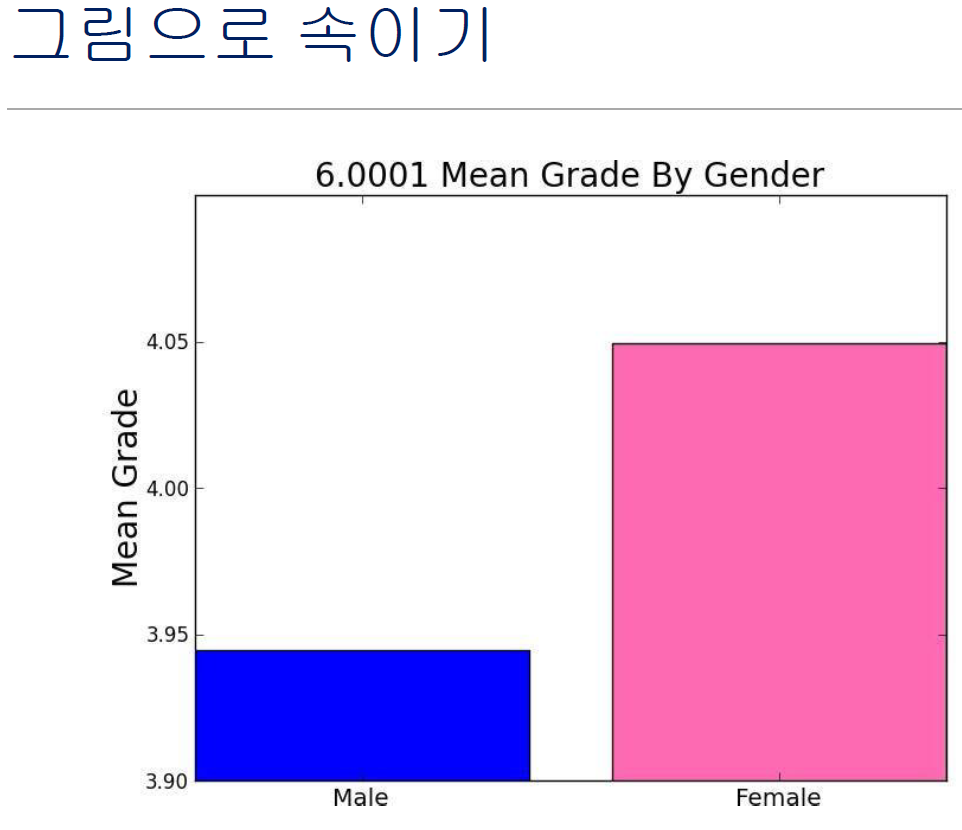 그림으로 속이기
6.0001 Mean Grade By Gender
4.05
4.00
3.95
3.90
Mean Grade
Male
Female